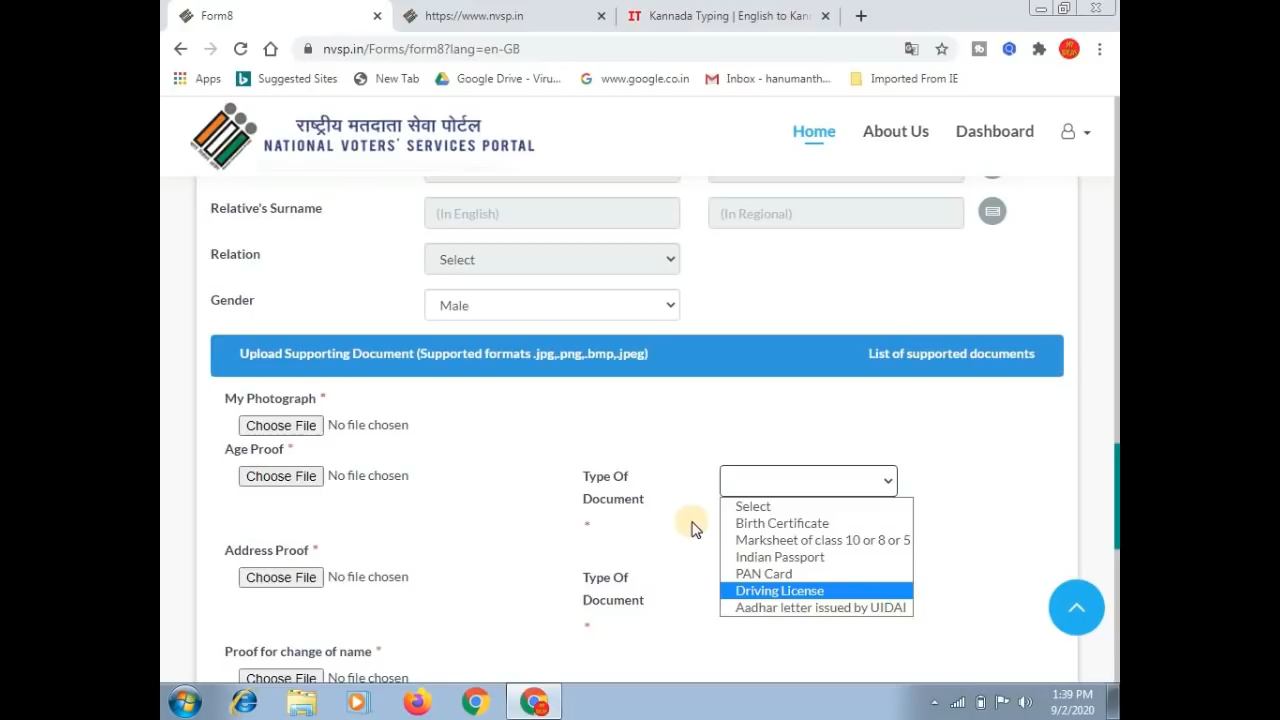 Form8
https://www.nvsp.in
IT Kannada Typing | English to Kan
nvsp.in/Forms/form8?lang=en-GB
Apps
Suggested Sites
New Tab
Google Drive - Viru...
www.google.co.in
Inbox - hanumanth...
Imported From IE
राष्ट्रीय मतदाता सेवा पोर्टल
NATIONAL VOTERS' SERVICES PORTAL
Home
About Us
Dashboard
Relative's Surname
(In English)
(In Regional)
Relation
Select
Gender
Male
Upload Supporting Document (Supported formats .jpg,.png,.bmp,.jpeg)
List of supported documents
My Photograph *
Choose File No file chosen
Age Proof *
Choose File No file chosen
Type Of
Document
*
Select
Birth Certificate
Marksheet of class 10 or 8 or 5
Indian Passport
PAN Card
Driving License
Aadhar letter issued by UIDAI
Address Proof *
Choose File No file chosen
Type Of
Document
*
Proof for change of name *
Choose File No file chosen
1:39 PM
9/2/2020